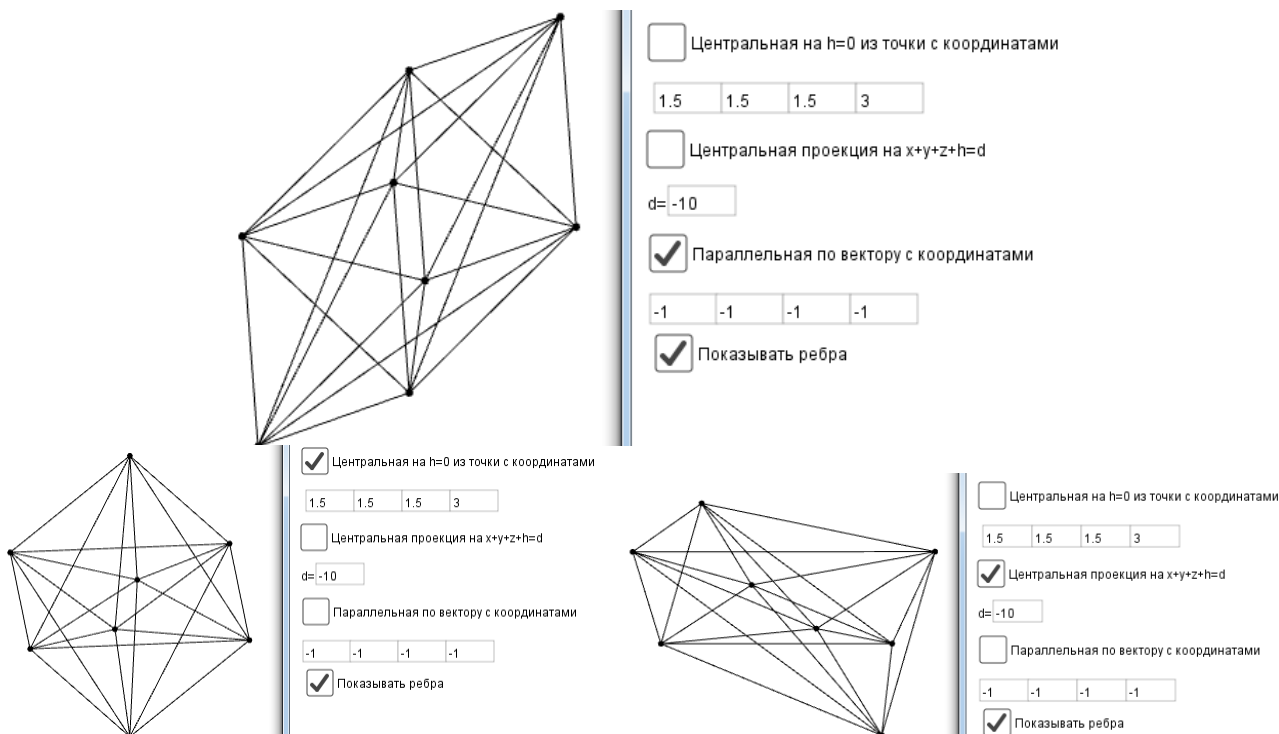 Центральная на h=0 из точки с координатами
1.5 1.5 1.5 3
Центральная проекция на x+y+z+h=d
d= -10
Параллельная по вектору с координатами
-1 -1 -1 -1
Показывать ребра
Центральная на h=0 из точки с координатами
1.5 1.5 1.5 3
Центральная проекция на x+y+z+h=d
d= -10
Параллельная по вектору с координатами
-1 -1 -1 -1
Показывать ребра
Центральная на h=0 из точки с координатами
1.5 1.5 1.5 3
Центральная проекция на x+y+z+h=d
d= -10
Параллельная по вектору с координатами
-1 -1 -1 -1
Показывать ребра